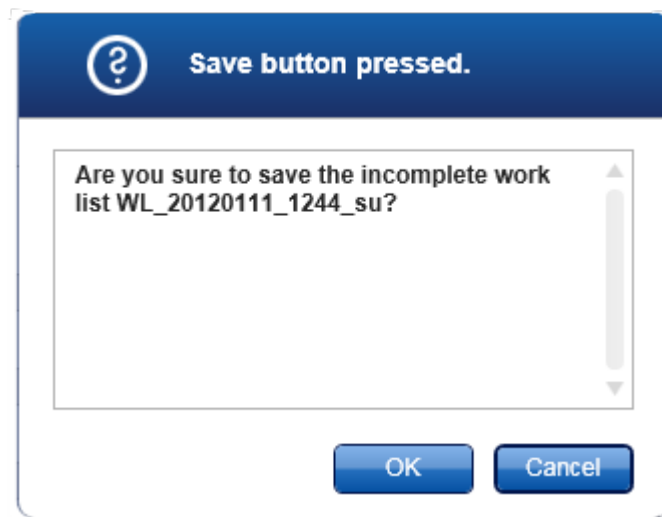 Save button pressed.
Are you sure to save the incomplete work
list WL_20120111_1244_su?
OK
Cancel